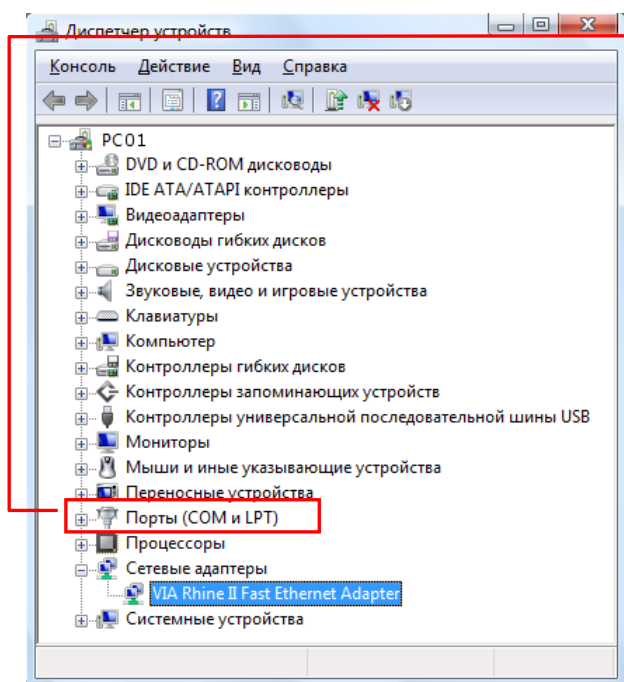 Диспетчер устройств
Консоль Действие Вид Справка
PC01
DVD и CD-ROM дисководы
IDE ATA/ATAPI контроллеры
Видеоадаптеры
Дисководы гибких дисков
Дисковые устройства
Звуковые, видео и игровые устройства
Клавиатуры
Компьютер
Контроллеры гибких дисков
Контроллеры запоминающих устройств
Контроллеры универсальной последовательной шины USB
Мониторы
Мыши и иные указывающие устройства
Переносные устройства
Порты (COM и LPT)
Процессоры
Сетевые адаптеры
VIA Rhine II Fast Ethernet Adapter
Системные устройства